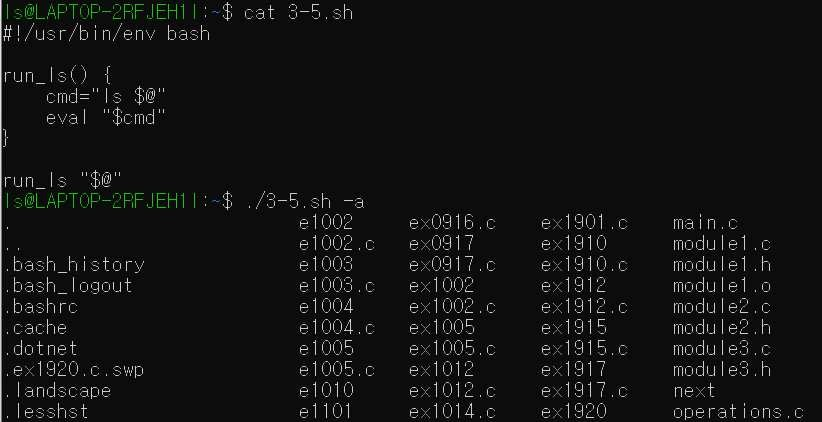 ls@LAPTOP-2RFJEH1I:~$ cat 3-5.sh
#!/usr/bin/env bash

run_ls() {
    cmd="ls $@"
    eval "$cmd"
}

run_ls "$@"
ls@LAPTOP-2RFJEH1I:~$ ./3-5.sh -a
.                  e1002    ex0916.c  ex1901.c  main.c
..                 e1002.c  ex0917    ex1910    module1.c
.bash_history      e1003    ex0917.c  ex1910.c  module1.h
.bash_logout       e1003.c  ex1002    ex1912    module1.o
.bashrc            e1004    ex1002.c  ex1912.c  module2.c
.cache             e1004.c  ex1005    ex1915    module2.h
.dotnet            e1005    ex1005.c  ex1915.c  module3.c
.ex1920.c.swp      e1005.c  ex1012    ex1917    module3.h
.landscape         e1010    ex1012.c  ex1917.c  next
.lesshst           e1101    ex1014.c  ex1920    operations.c